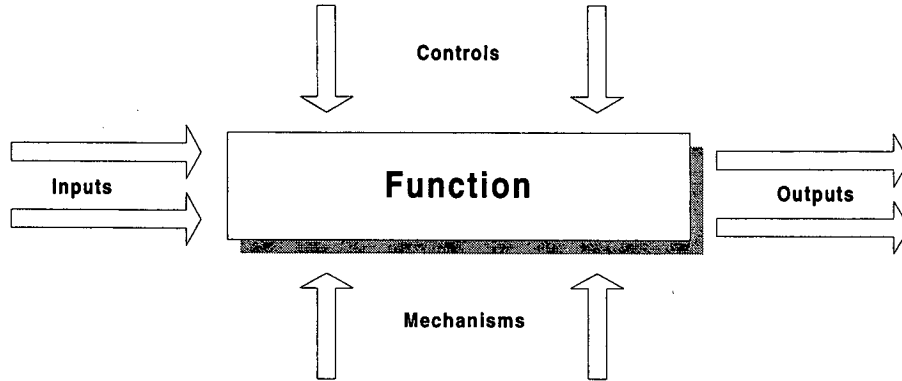 Controls
Inputs
Function
Outputs
Mechanisms